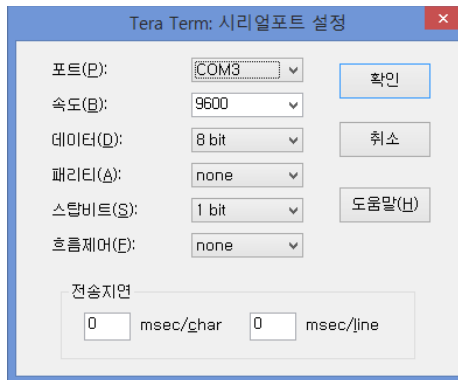 Tera Term: 시리얼포트 설정
포트(P): COM3 확인
속도(B): 9600
데이터(D): 8 bit 취소
패리티(A): none
스탑비트(S): 1 bit 도움말(H)
흐름제어(F): none
전송지연
0 msec/char 0 msec/line